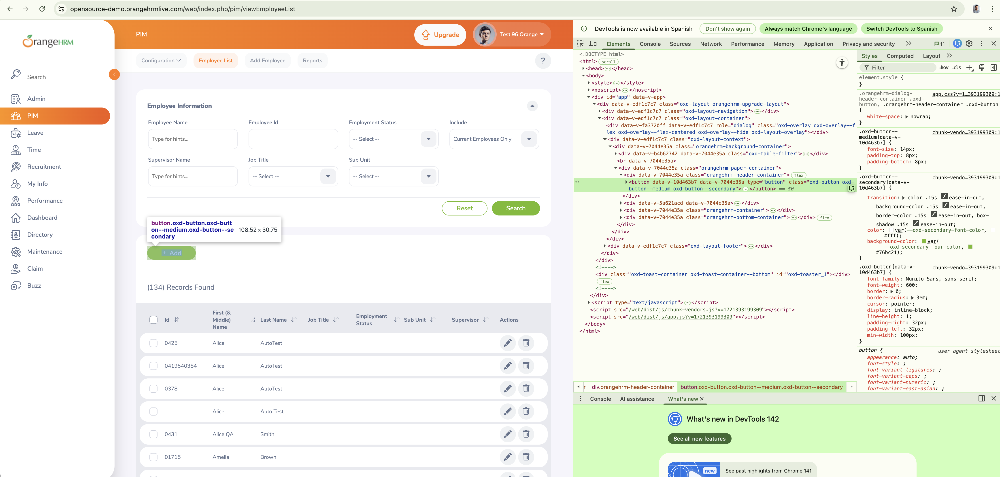 opensource-demo.orangehrmlive.com/web/index.php/pim/viewEmployeeList
OrangeHRM
Search
Admin
PIM
Leave
Time
Recruitment
My Info
Performance
Dashboard
Directory
Maintenance
Claim
Buzz
PIM
Upgrade
Test 96 Orange
Configuration
Employee List
Add Employee
Reports
?
Employee Information
Employee Name
Employee Id
Employment Status
Include
Type for hints...
-- Select --
Current Employees Only
Supervisor Name
Job Title
Sub Unit
Type for hints...
-- Select --
-- Select --
Reset
Search
button.oxd-button.oxd-butt
on--medium.oxd-button--se
condary
108.52 × 30.75
+ Add
(134) Records Found
Id
First (& Middle) Name
Last Name
Job Title
Employment Status
Sub Unit
Supervisor
Actions
0425 Alice AutoTest
0419540384 Alice AutoTest
0378 Alice AutoTest
Alice Auto Test
0431 Alice QA Smith
01715 Amelia Brown
DevTools is now available in Spanish
Don't show again
Always match Chrome's language
Switch DevTools to Spanish
Elements
Console
Sources
Network
Performance
Memory
Application
Privacy and security
11
<!DOCTYPE html>
<html> scroll
<head> ••• </head>
<body>
<style> ••• </style>
<noscript> ••• </noscript>
<div id="app" data-v-app>
<div data-v-edf1c7c7 class="oxd-layout orangehrm-upgrade-layout">
<div data-v-edf1c7c7 class="oxd-layout-navigation"> ••• </div>
<div data-v-edf1c7c7 class="oxd-layout-container">
<div data-v-fa3720ff data-v-edf1c7c7 role="dialog" class="oxd-overlay oxd-overlay--f
lex oxd-overlay--flex-centered oxd-overlay--hide oxd-layout-overlay"></div>
<div data-v-edf1c7c7 class="oxd-layout-context">
<div data-v-7044e35a class="orangehrm-background-container">
<div data-v-b4b62742 data-v-7044e35a class="oxd-table-filter"> ••• </div>
<br data-v-7044e35a>
<div data-v-7044e35a class="orangehrm-paper-container">
<div data-v-7044e35a class="orangehrm-header-container"> flex
<button data-v-10d463b7 data-v-7044e35a type="button" class="oxd-button oxd-
button--medium oxd-button--secondary"> ••• </button> == $0
</div>
<div data-v-5a621acd data-v-7044e35a> ••• </div>
<div data-v-7044e35a class="orangehrm-container"> ••• </div>
<div data-v-7044e35a class="orangehrm-bottom-container"> ••• </div> flex
</div>
</div>
</div>
<div data-v-edf1c7c7 class="oxd-layout-footer"> ••• </div>
</div>
</div>
<!---->
<div class="oxd-toast-container oxd-toast-container--bottom" id="oxd-toaster_1"></div>
flex
<!---->
</div>
<script type="text/javascript"> ••• </script>
<script src="/web/dist/js/chunk-vendors.js?v=1721393199309"></script>
<script src="/web/dist/js/app.js?v=1721393199309"></script>
</body>
</html>
div.orangehrm-header-container
button.oxd-button.oxd-button--medium.oxd-button--secondary
Styles
Computed
Layout
Filter
:hov
.cls
element.style {
}
.orangehrm-dialog- app.css?v=1…393199309:1
header-container .oxd-
button, .orangehrm-header-container .oxd-button
{
white-space: nowrap;
}
.oxd-button-- chunk-vendo…393199309:1
medium[data-v-
10d463b7] {
font-size: 14px;
padding-top: 8px;
padding-bottom: 8px;
}
.oxd-button-- chunk-vendo…393199309:1
secondary[data-v-
10d463b7] {
transition: color .15s ease-in-out,
background-color .15s ease-in-out,
border-color .15s ease-in-out, box-
shadow .15s ease-in-out;
color: var(--oxd-secondary-font-color,
#fff);
background-color: var(
--oxd-secondary-four-color,
#76bc21);
}
.oxd-button[data-v- chunk-vendo…393199309:1
10d463b7] {
font-family: Nunito Sans, sans-serif;
font-weight: 600;
border: 0;
border-radius: 3em;
cursor: pointer;
display: inline-block;
line-height: 1;
padding-right: 32px;
padding-left: 32px;
min-width: 100px;
}
button { user agent stylesheet
appearance: auto;
font-style: ;
font-variant-ligatures: ;
font-variant-caps: ;
font-variant-numeric: ;
font-variant-east-asian: ;
Console
AI assistance
What's new
What's new in DevTools 142
See all new features
new
See past highlights from Chrome 141